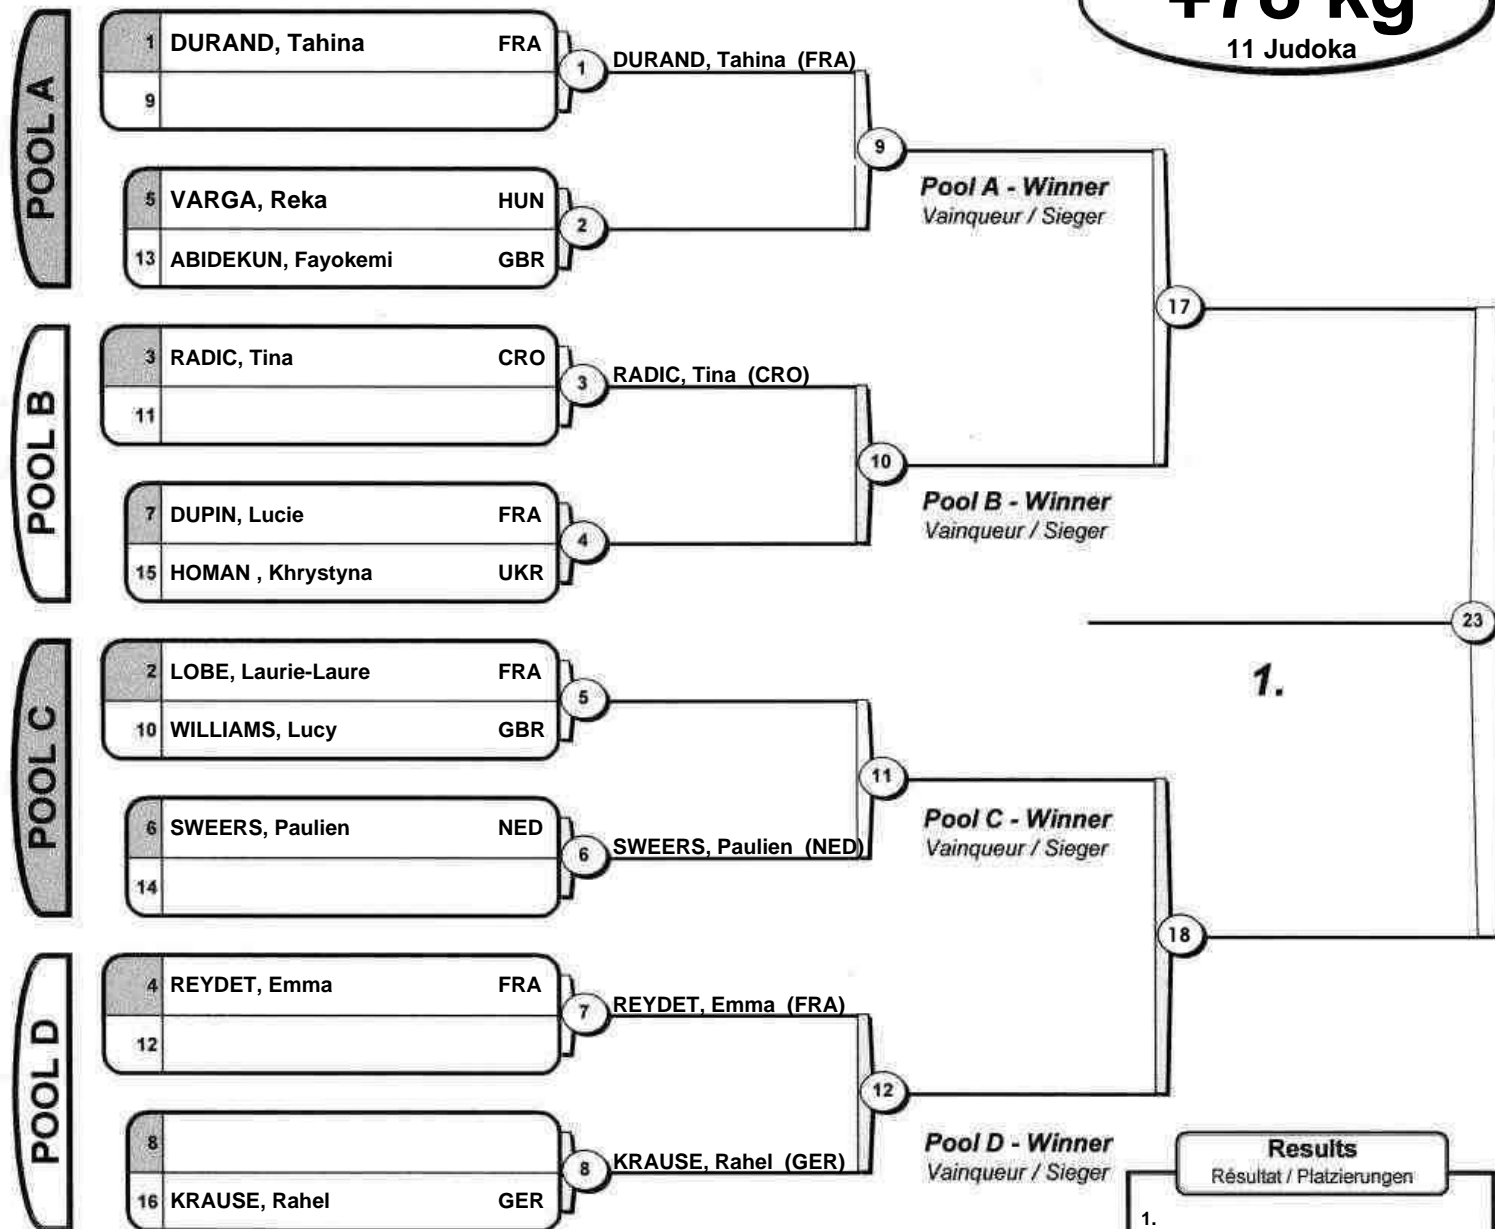 +78 kg
11 Judoka
POOL A
1 DURAND, Tahina FRA
9
1 DURAND, Tahina (FRA)
5 VARGA, Reka HUN
13 ABIDEKUN, Fayokemi GBR
2
9
Pool A - Winner
Vainqueur / Sieger
POOL B
3 RADIC, Tina CRO
11
3 RADIC, Tina (CRO)
7 DUPIN, Lucie FRA
15 HOMAN , Khrystyna UKR
4
10
Pool B - Winner
Vainqueur / Sieger
17
23
1.
POOL C
2 LOBE, Laurie-Laure FRA
10 WILLIAMS, Lucy GBR
5
6 SWEERS, Paulien NED
14
6 SWEERS, Paulien (NED)
11
Pool C - Winner
Vainqueur / Sieger
18
POOL D
4 REYDET, Emma FRA
12
7 REYDET, Emma (FRA)
8
16 KRAUSE, Rahel GER
8 KRAUSE, Rahel (GER)
12
Pool D - Winner
Vainqueur / Sieger
Results
Résultat / Platzierungen
1.